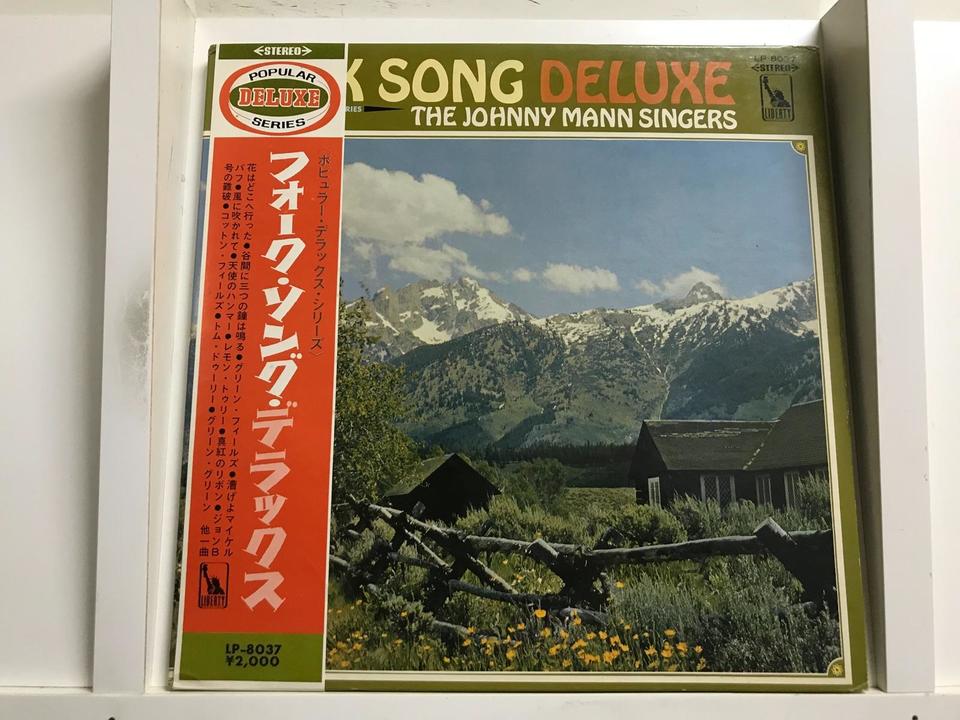 STEREO
POPULAR
DELUXE
SERIES
〈ポピュラー・デラックス・シリーズ〉
フォーク・ソング・デラックス
花はどこへ行った●谷間に三つの鐘は鳴る●グリーン・フィールズ●漕げよマイケル
パフ●風に吹かれて●天使のハンマー●レモン・トゥリー●真紅のリボン●ジョンB
号の難破●コットン・フィールズ●トム・ドゥーリー●グリーン・グリーン 他一曲
LIBERTY
LP-8037
¥2,000
K SONG DELUXE
RIES
THE JOHNNY MANN SINGERS
LP 8037
STEREO
LIBERTY